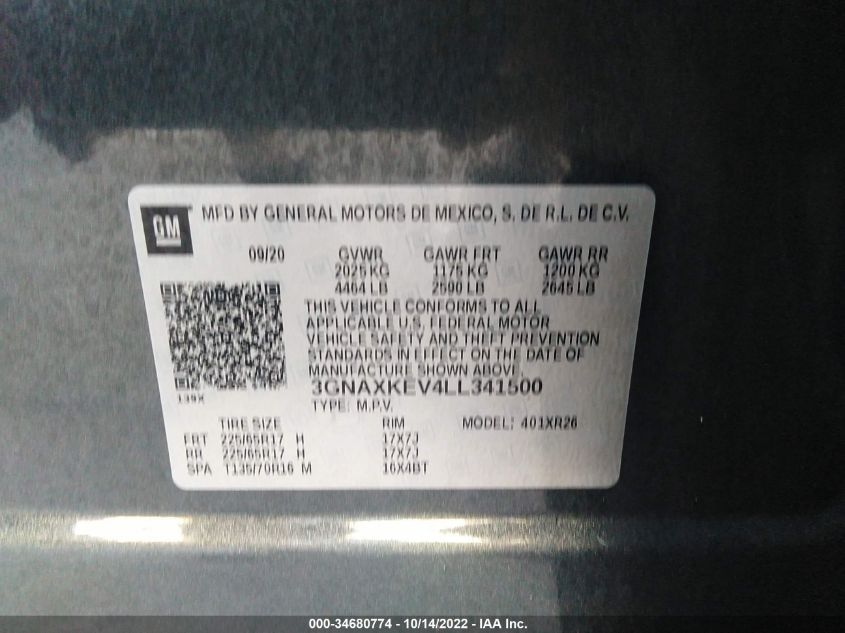 GM
MFD BY GENERAL MOTORS DE MEXICO, S. DE R.L. DE C.V.
09/20 GVWR GAWR FRT GAWR RR
2025 KG 1175 KG 1200 KG
4464 LB 2590 LB 2645 LB
THIS VEHICLE CONFORMS TO ALL
APPLICABLE U.S. FEDERAL MOTOR
VEHICLE SAFETY AND THEFT PREVENTION
STANDARDS IN EFFECT ON THE DATE OF
MANUFACTURE SHOWN ABOVE.
3GNAXKEV4LL341500
139X
TYPE: M.P.V.
TIRE SIZE RIM MODEL: 401XR26
FRT 225/65R17 H 17X7J
RR 225/65R17 H 17X7J
SPA T135/70R16 M 16X4BT
000-34680774 - 10/14/2022 - IAA Inc.